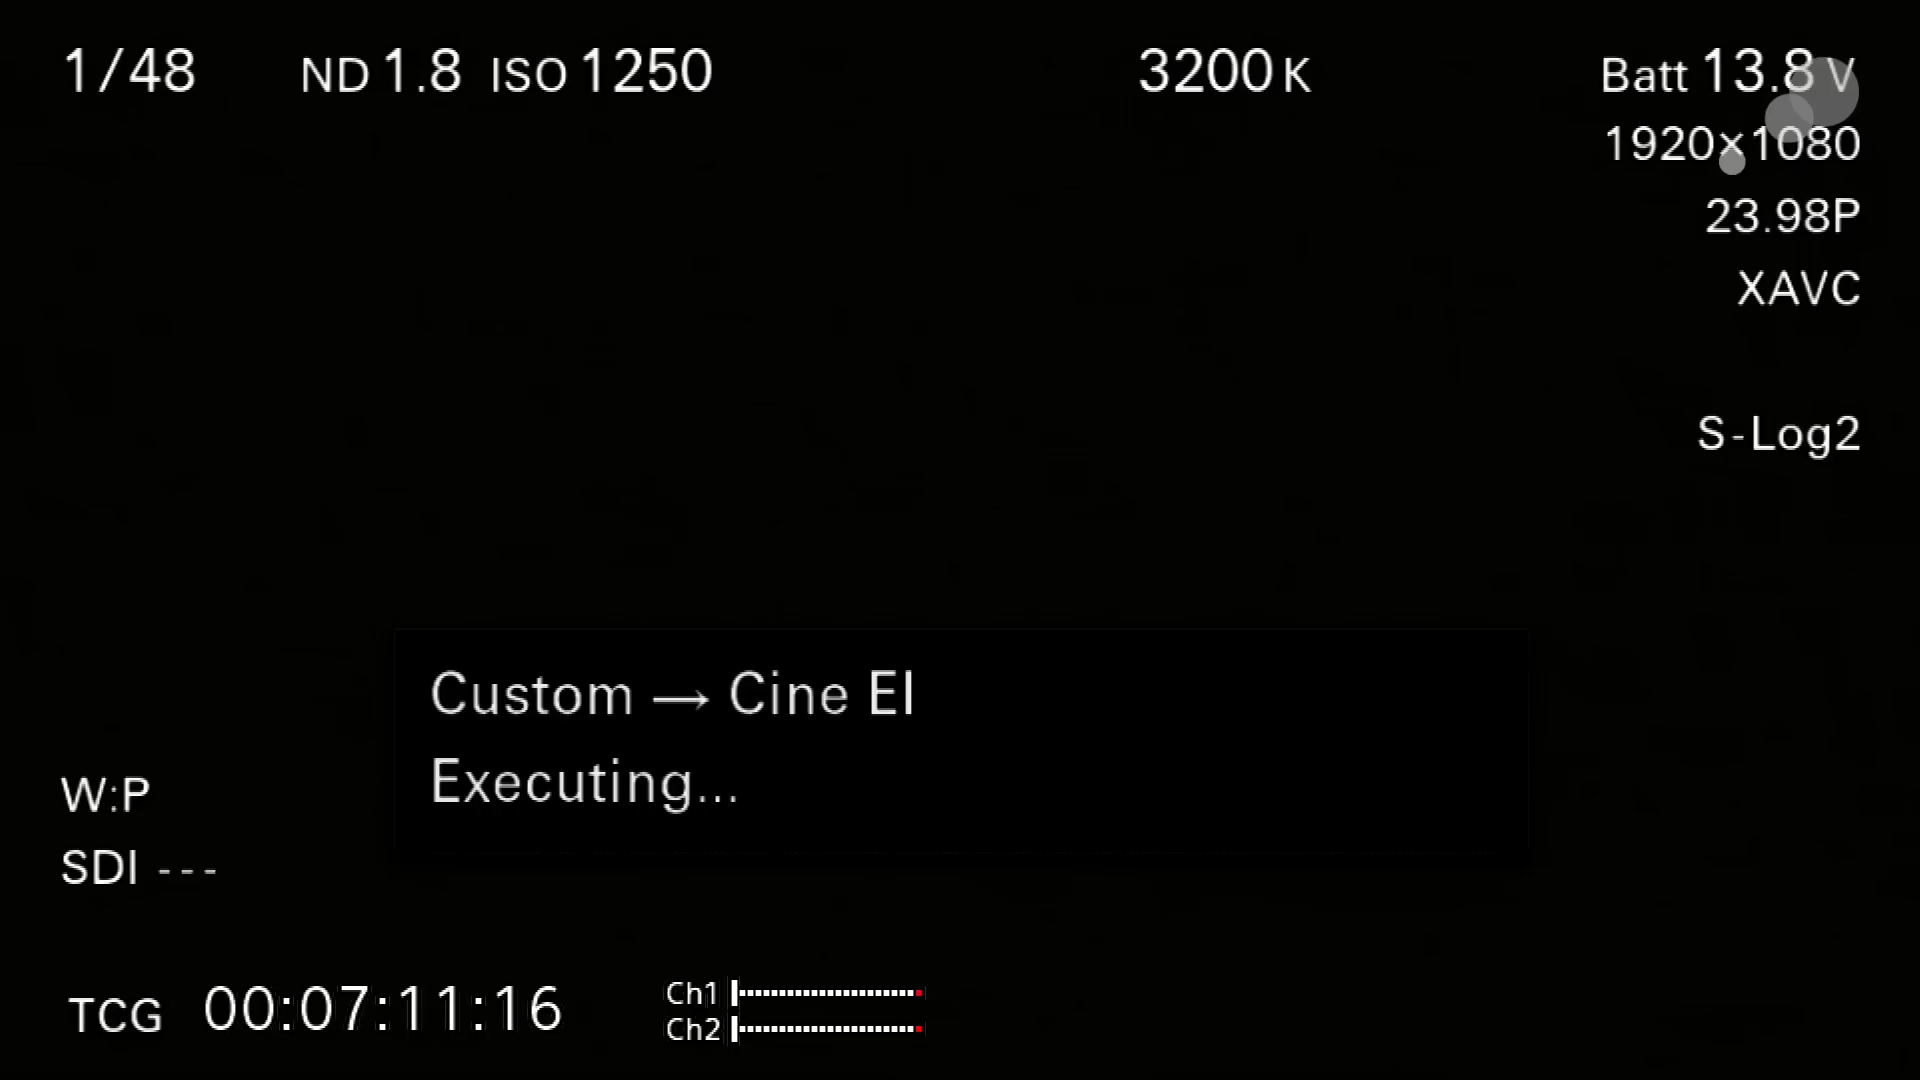 1/48 ND 1.8 ISO 1250 3200 K Batt 13.8 V
1920×1080
23.98P
XAVC
S-Log2
Custom → Cine EI
Executing...
W:P
SDI ---
TCG 00:07:11:16
Ch1
Ch2